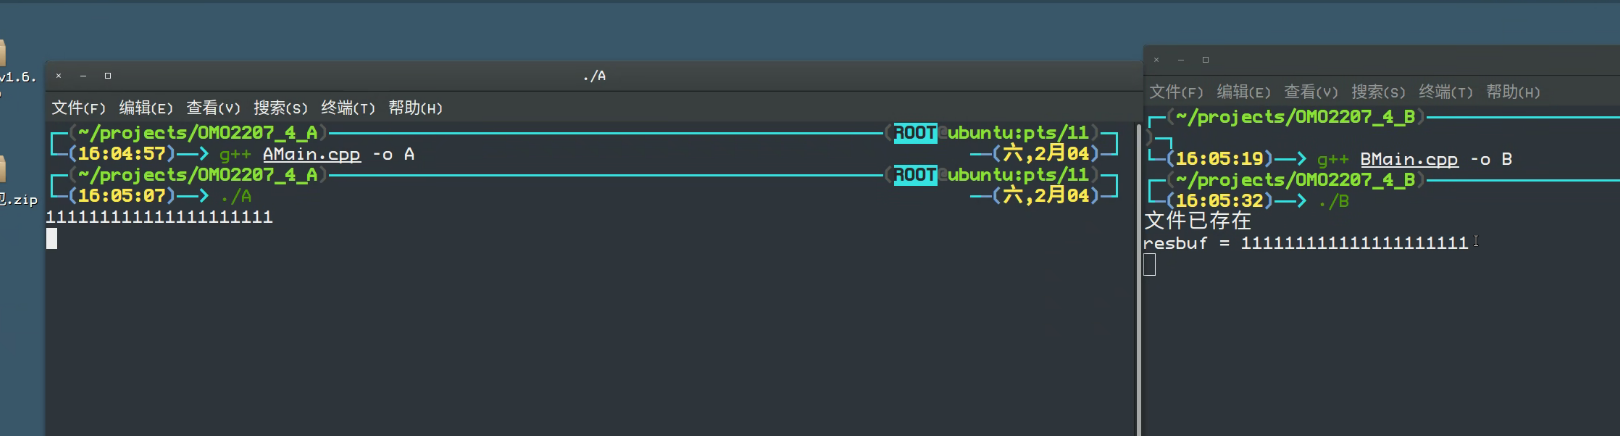 v1.6.
.zip
./A
文件(F) 编辑(E) 查看(V) 搜索(S) 终端(T) 帮助(H)
(~/projects/OMO2207_4_A) (ROOT@ubuntu:pts/11)
(16:04:57)—> g++ AMain.cpp -o A —(六,2月04)
(~/projects/OMO2207_4_A) (ROOT@ubuntu:pts/11)
(16:05:07)—> ./A —(六,2月04)
111111111111111111111
文件(F) 编辑(E) 查看(V) 搜索(S) 终端(T) 帮助(H)
(~/projects/OMO2207_4_B)
)
(16:05:19)—> g++ BMain.cpp -o B
(~/projects/OMO2207_4_B)
(16:05:32)—> ./B
文件已存在
resbuf = 111111111111111111111